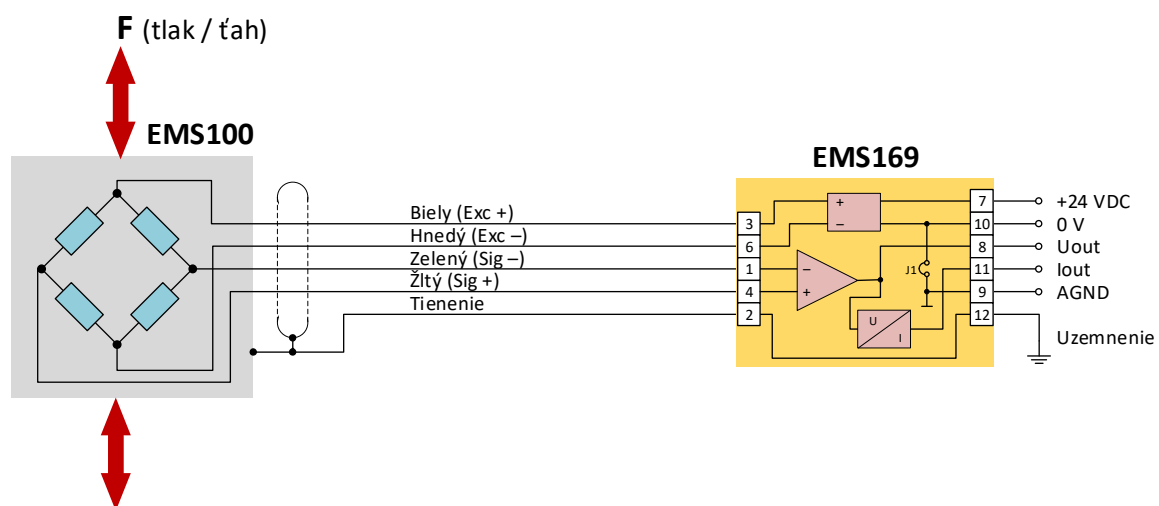 F (tlak / ťah)
EMS100
EMS169
Biely (Exc +)
Hnedý (Exc –)
Zelený (Sig –)
Žltý (Sig +)
Tienenie
3
6
1
4
2
+
–
–
+
U
I
J1
7
10
8
11
9
12
+24 VDC
0 V
Uout
Iout
AGND
Uzemnenie